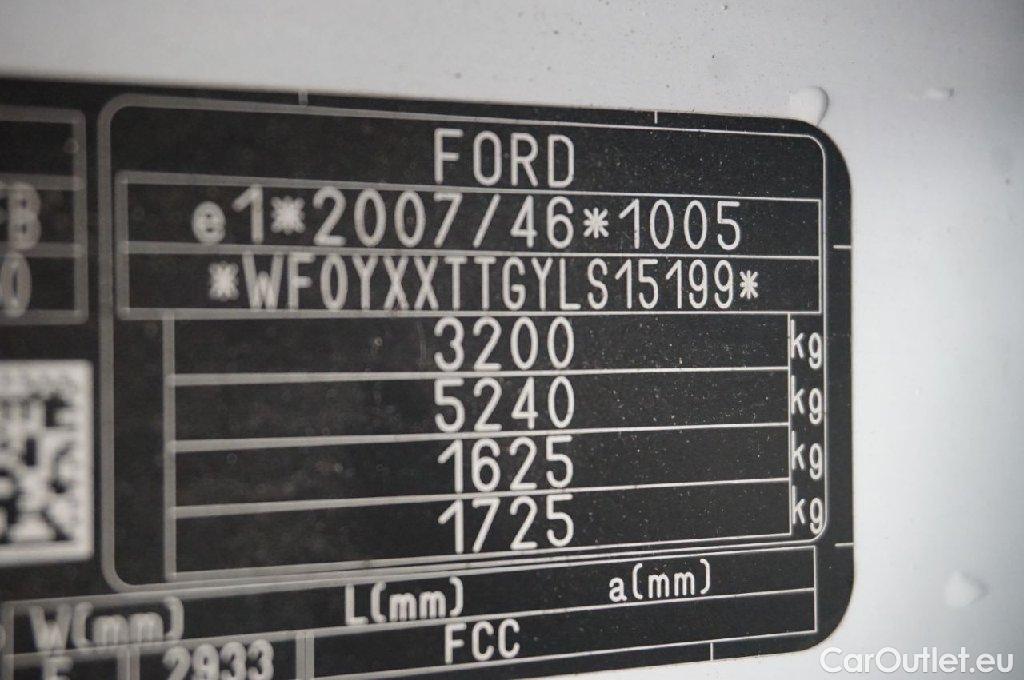 FORD
e1*2007/46*1005
*WF0YXXTTGYLS15199*
3200 kg
5240 kg
1625 kg
1725 kg
W(mm) L(mm) a(mm)
2933 FCC
CarOutlet.eu